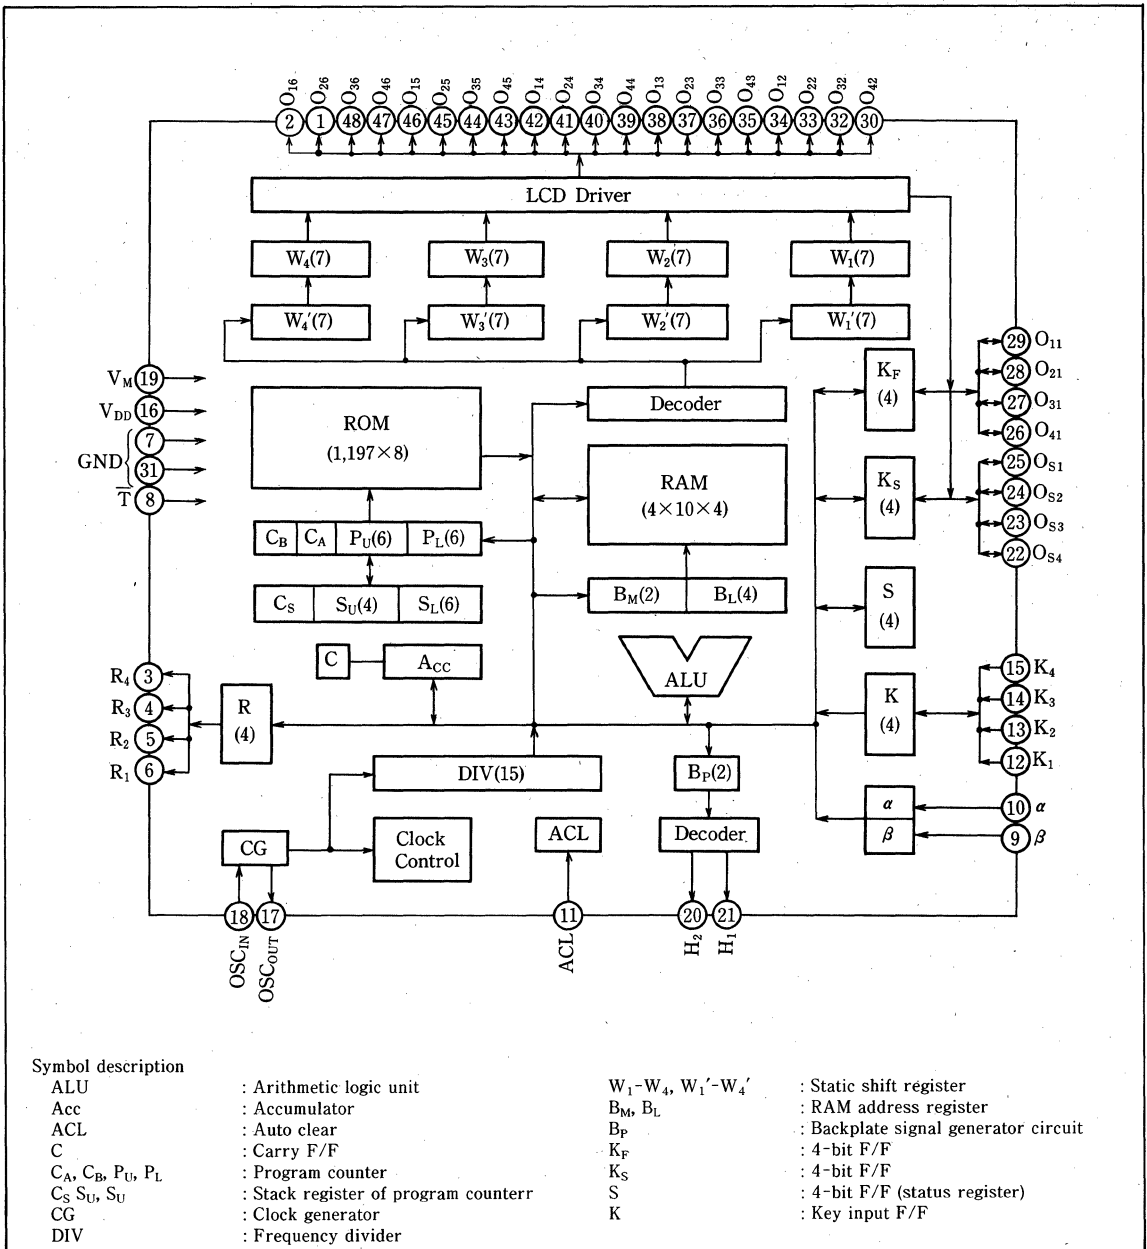 O16 O26 O36 O46 O15 O25 O35 O45 O14 O24 O34 O44 O13 O23 O33 O43 O12 O22 O32 O42
2 1 48 47 46 45 44 43 42 41 40 39 38 37 36 35 34 33 32 30
LCD Driver
W4(7) W3(7) W2(7) W1(7)
W4'(7) W3'(7) W2'(7) W1'(7)
VM 19
VDD 16
GND 7
31
T̅ 8
ROM
(1,197×8)
Decoder
RAM
(4×10×4)
KF
(4)
29 O11
28 O21
27 O31
26 O41
KS
(4)
25 OS1
24 OS2
23 OS3
22 OS4
CB CA PU(6) PL(6)
CS SU(4) SL(6)
BM(2) BL(4)
S
(4)
C ACC
ALU
R4 3
R3 4
R2 5
R1 6
R
(4)
K
(4)
15 K4
14 K3
13 K2
12 K1
DIV(15)
BP(2)
α 10 α
β 9 β
CG
Clock
Control
ACL
Decoder
18 17 11 20 21
OSCIN OSCOUT ACL H2 H1
Symbol description
ALU : Arithmetic logic unit
Acc : Accumulator
ACL : Auto clear
C : Carry F/F
CA, CB, PU, PL : Program counter
CS SU, SU : Stack register of program counterr
CG : Clock generator
DIV : Frequency divider
W1-W4, W1'-W4' : Static shift register
BM, BL : RAM address register
BP : Backplate signal generator circuit
KF : 4-bit F/F
KS : 4-bit F/F
S : 4-bit F/F (status register)
K : Key input F/F